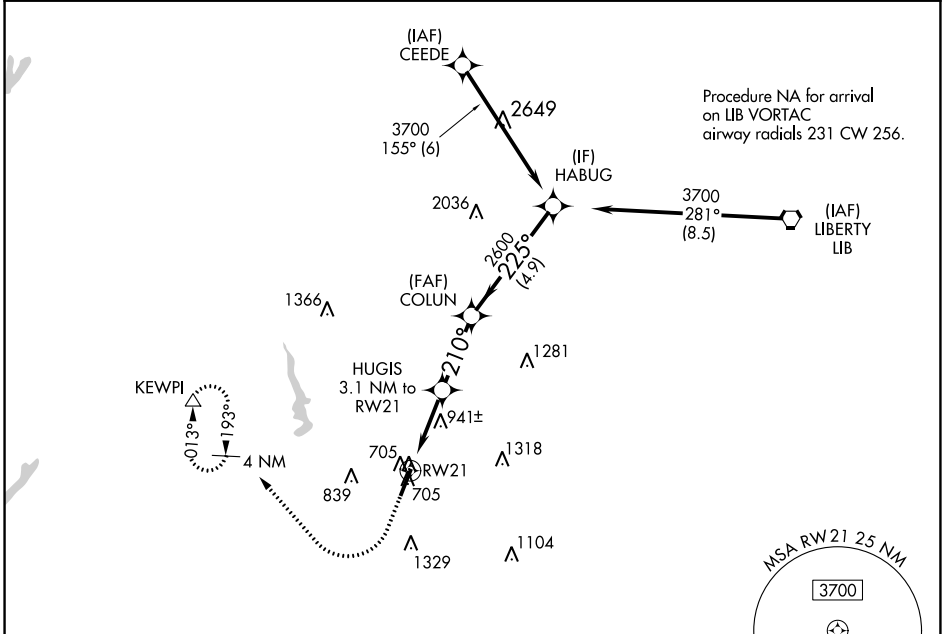 (IAF)
CEEDE
2649
3700
155° (6)
Procedure NA for arrival
on LIB VORTAC
airway radials 231 CW 256.
(IF)
HABUG
2036
3700
281°
(8.5)
(IAF)
LIBERTY
LIB
2600
225°
(4.9)
(FAF)
COLUN
1366
210°
1281
HUGIS
3.1 NM to
RW21
KEWPI
013°
193°
941±
4 NM
705
RW21
1318
839
705
1329
1104
MSA RW21 25 NM
3700